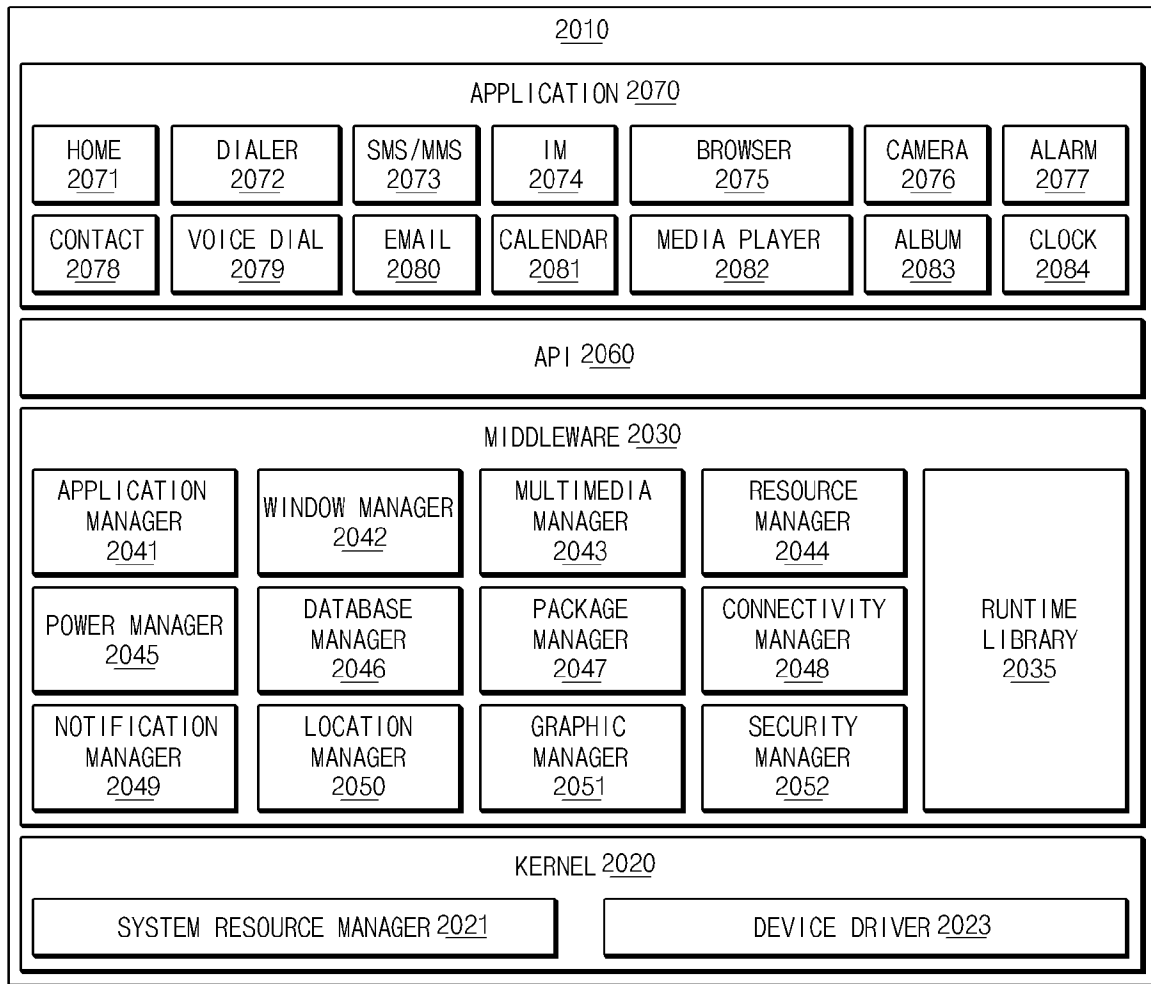 2010
APPLICATION 2070
HOME
2071
DIALER
2072
SMS/MMS
2073
IM
2074
BROWSER
2075
CAMERA
2076
ALARM
2077
CONTACT
2078
VOICE DIAL
2079
EMAIL
2080
CALENDAR
2081
MEDIA PLAYER
2082
ALBUM
2083
CLOCK
2084
API 2060
MIDDLEWARE 2030
APPLICATION
MANAGER
2041
WINDOW MANAGER
2042
MULTIMEDIA
MANAGER
2043
RESOURCE
MANAGER
2044
POWER MANAGER
2045
DATABASE
MANAGER
2046
PACKAGE
MANAGER
2047
CONNECTIVITY
MANAGER
2048
NOTIFICATION
MANAGER
2049
LOCATION
MANAGER
2050
GRAPHIC
MANAGER
2051
SECURITY
MANAGER
2052
RUNTIME
LIBRARY
2035
KERNEL 2020
SYSTEM RESOURCE MANAGER 2021
DEVICE DRIVER 2023